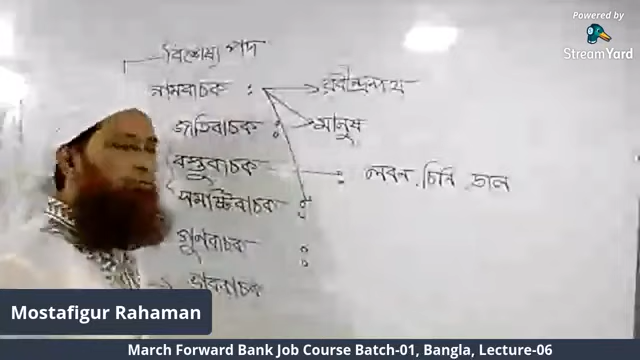 Powered by
StreamYard
বিশেষ্য পদ
নামবাচক : রবীন্দ্রনাথ
জাতিবাচক : মানুষ
বস্তুবাচক : লবন, চিনি, ডাল
সমষ্টিবাচক :
গুণবাচক :
ভাববাচক
Mostafigur Rahaman
March Forward Bank Job Course Batch-01, Bangla, Lecture-06